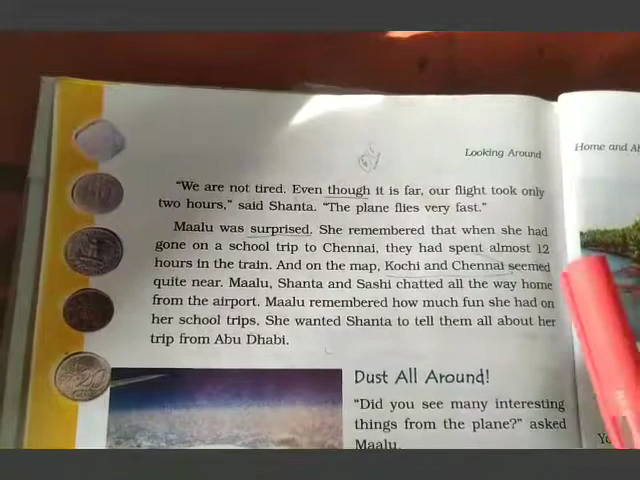 Looking Around
Home and
"We are not tired. Even though it is far, our flight took only
two hours," said Shanta. "The plane flies very fast."
Maalu was surprised. She remembered that when she had
gone on a school trip to Chennai, they had spent almost 12
hours in the train. And on the map, Kochi and Chennai seemed
quite near. Maalu, Shanta and Sashi chatted all the way home
from the airport. Maalu remembered how much fun she had on
her school trips. She wanted Shanta to tell them all about her
trip from Abu Dhabi.
Dust All Around!
"Did you see many interesting
things from the plane?" asked
Maalu.